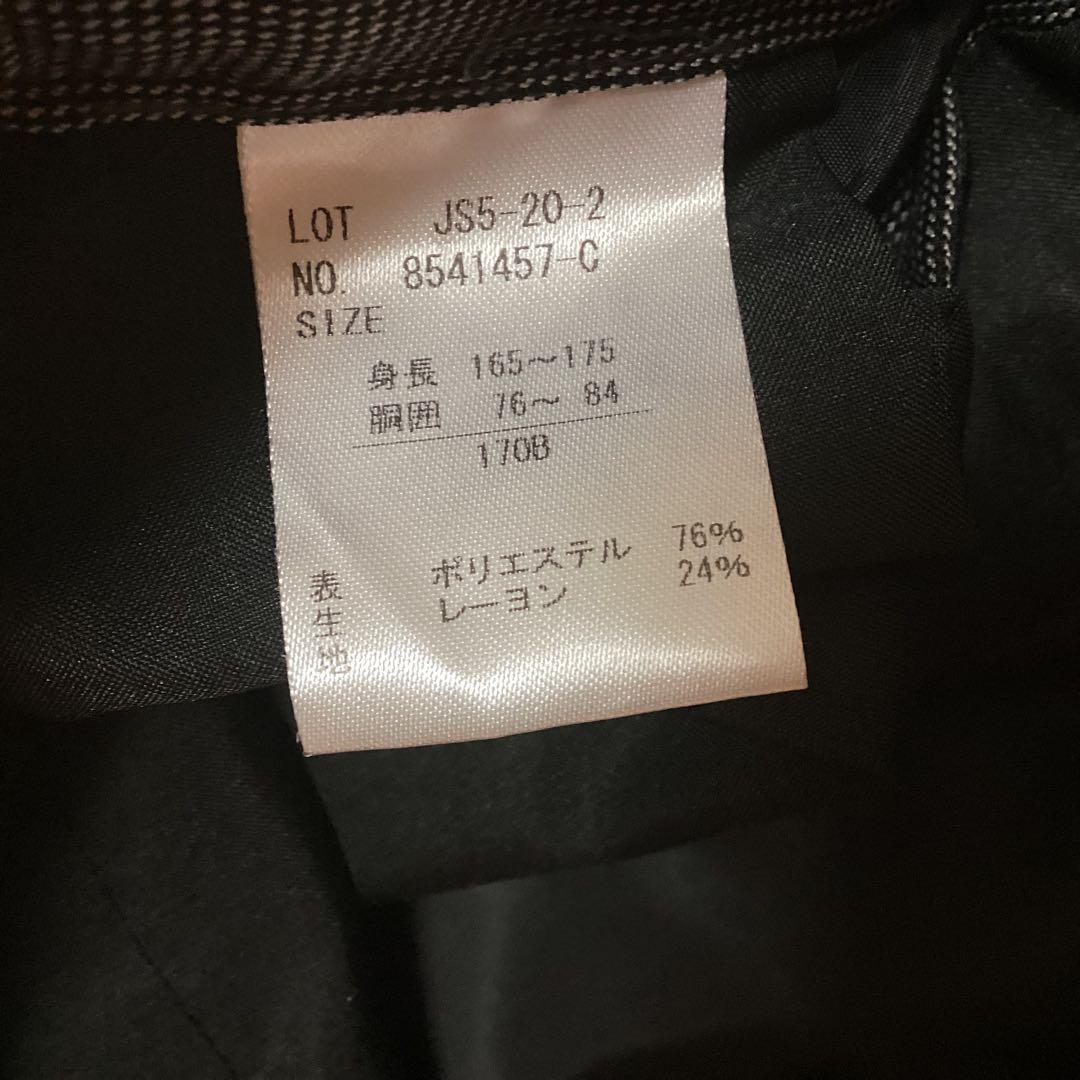 LOT JS5-20-2
NO. 8541457-C
SIZE
身長 165～175
胴囲 76～ 84
170B
表生地
ポリエステル 76%
レーヨン 24%